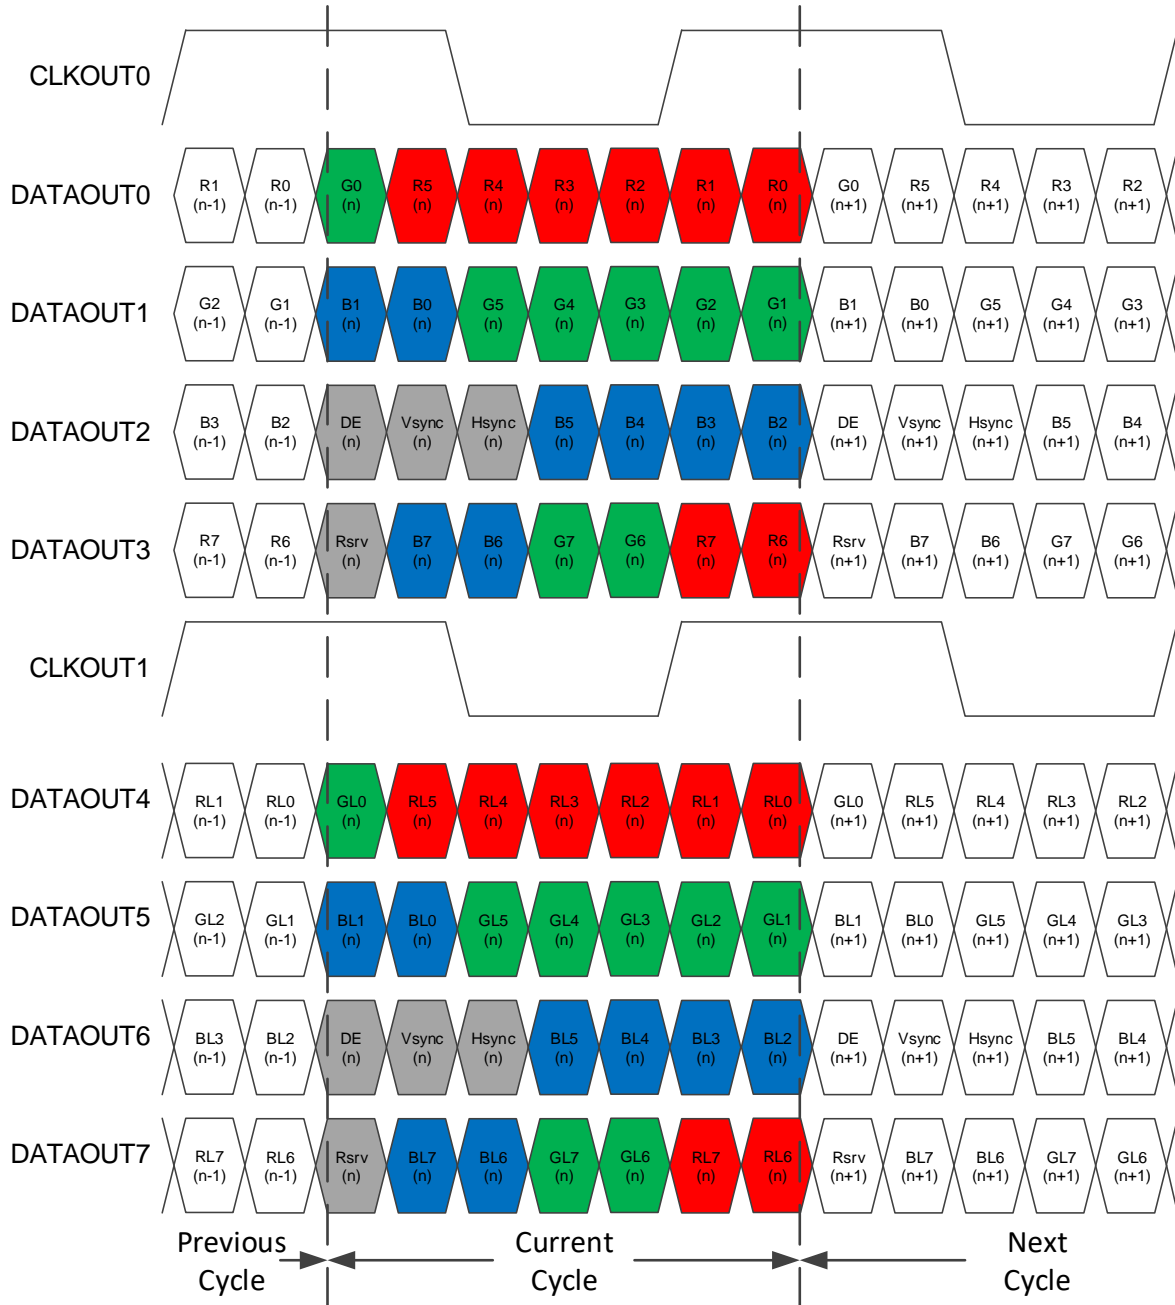 CLKOUT0
DATAOUT0
R1 R0 G0 R5 R4 R3 R2 R1 R0 G0 R5 R4 R3 R2
(n-1) (n-1) (n) (n) (n) (n) (n) (n) (n) (n+1) (n+1) (n+1) (n+1) (n+1)
DATAOUT1
G2 G1 B1 B0 G5 G4 G3 G2 G1 B1 B0 G5 G4 G3
(n-1) (n-1) (n) (n) (n) (n) (n) (n) (n) (n+1) (n+1) (n+1) (n+1) (n+1)
DATAOUT2
B3 B2 DE Vsync Hsync B5 B4 B3 B2 DE Vsync Hsync B5 B4
(n-1) (n-1) (n) (n) (n) (n) (n) (n) (n) (n+1) (n+1) (n+1) (n+1) (n+1)
DATAOUT3
R7 R6 Rsrv B7 B6 G7 G6 R7 R6 Rsrv B7 B6 G7 G6
(n-1) (n-1) (n) (n) (n) (n) (n) (n) (n) (n+1) (n+1) (n+1) (n+1) (n+1)
CLKOUT1
DATAOUT4
RL1 RL0 GL0 RL5 RL4 RL3 RL2 RL1 RL0 GL0 RL5 RL4 RL3 RL2
(n-1) (n-1) (n) (n) (n) (n) (n) (n) (n) (n+1) (n+1) (n+1) (n+1) (n+1)
DATAOUT5
GL2 GL1 BL1 BL0 GL5 GL4 GL3 GL2 GL1 BL1 BL0 GL5 GL4 GL3
(n-1) (n-1) (n) (n) (n) (n) (n) (n) (n) (n+1) (n+1) (n+1) (n+1) (n+1)
DATAOUT6
BL3 BL2 DE Vsync Hsync BL5 BL4 BL3 BL2 DE Vsync Hsync BL5 BL4
(n-1) (n-1) (n) (n) (n) (n) (n) (n) (n) (n+1) (n+1) (n+1) (n+1) (n+1)
DATAOUT7
RL7 RL6 Rsrv BL7 BL6 GL7 GL6 RL7 RL6 Rsrv BL7 BL6 GL7 GL6
(n-1) (n-1) (n) (n) (n) (n) (n) (n) (n) (n+1) (n+1) (n+1) (n+1) (n+1)
Previous
Cycle
Current
Cycle
Next
Cycle